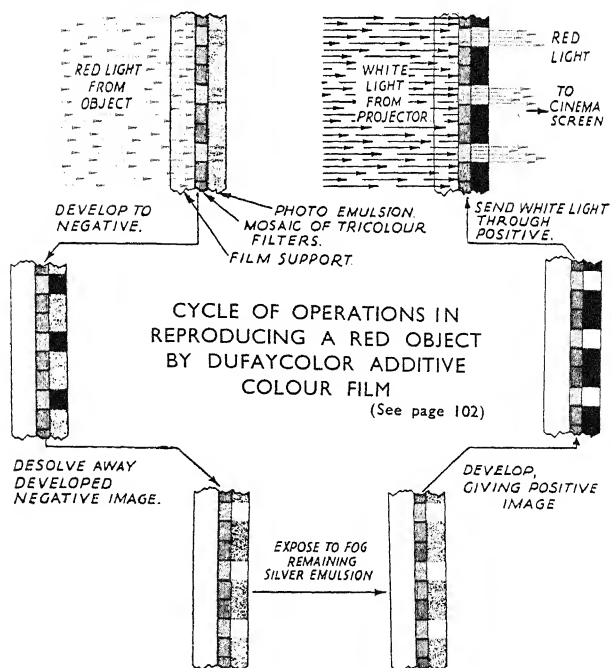 RED LIGHT
FROM
OBJECT
WHITE
LIGHT
FROM
PROJECTOR
RED
LIGHT
TO
CINEMA
SCREEN
DEVELOP TO
NEGATIVE.
PHOTO EMULSION.
MOSAIC OF TRICOLOUR
FILTERS.
FILM SUPPORT.
SEND WHITE LIGHT
THROUGH
POSITIVE.
CYCLE OF OPERATIONS IN
REPRODUCING A RED OBJECT
BY DUFAYCOLOR ADDITIVE
COLOUR FILM
(See page 102)
DESOLVE AWAY
DEVELOPED
NEGATIVE IMAGE.
EXPOSE TO FOG
REMAINING
SILVER EMULSION
DEVELOP,
GIVING POSITIVE
IMAGE